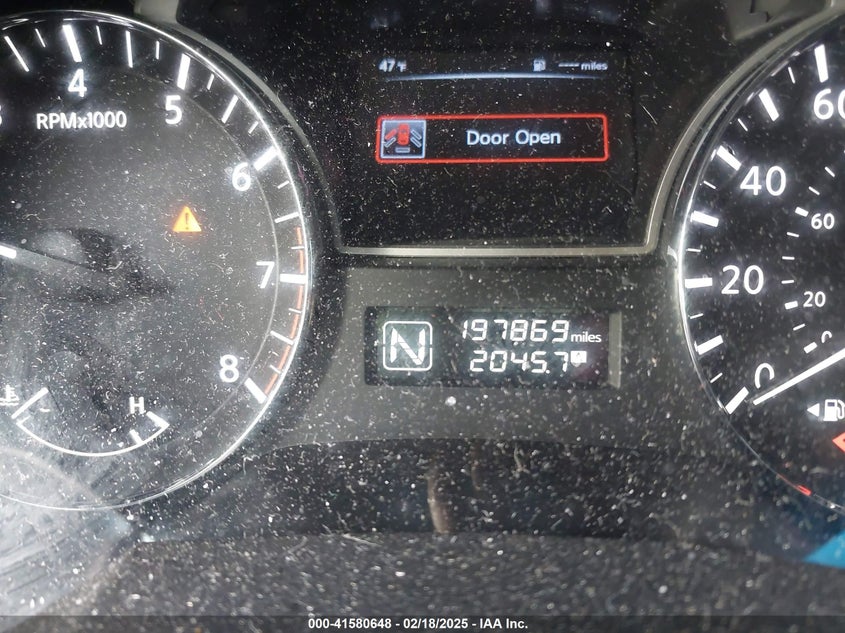 47°F ---- miles
Door Open
4
5
6
7
8
RPMx1000
H
N
197869 miles
2045.7
60
40
20
0
60
20
0
000-41580648 - 02/18/2025 - IAA Inc.